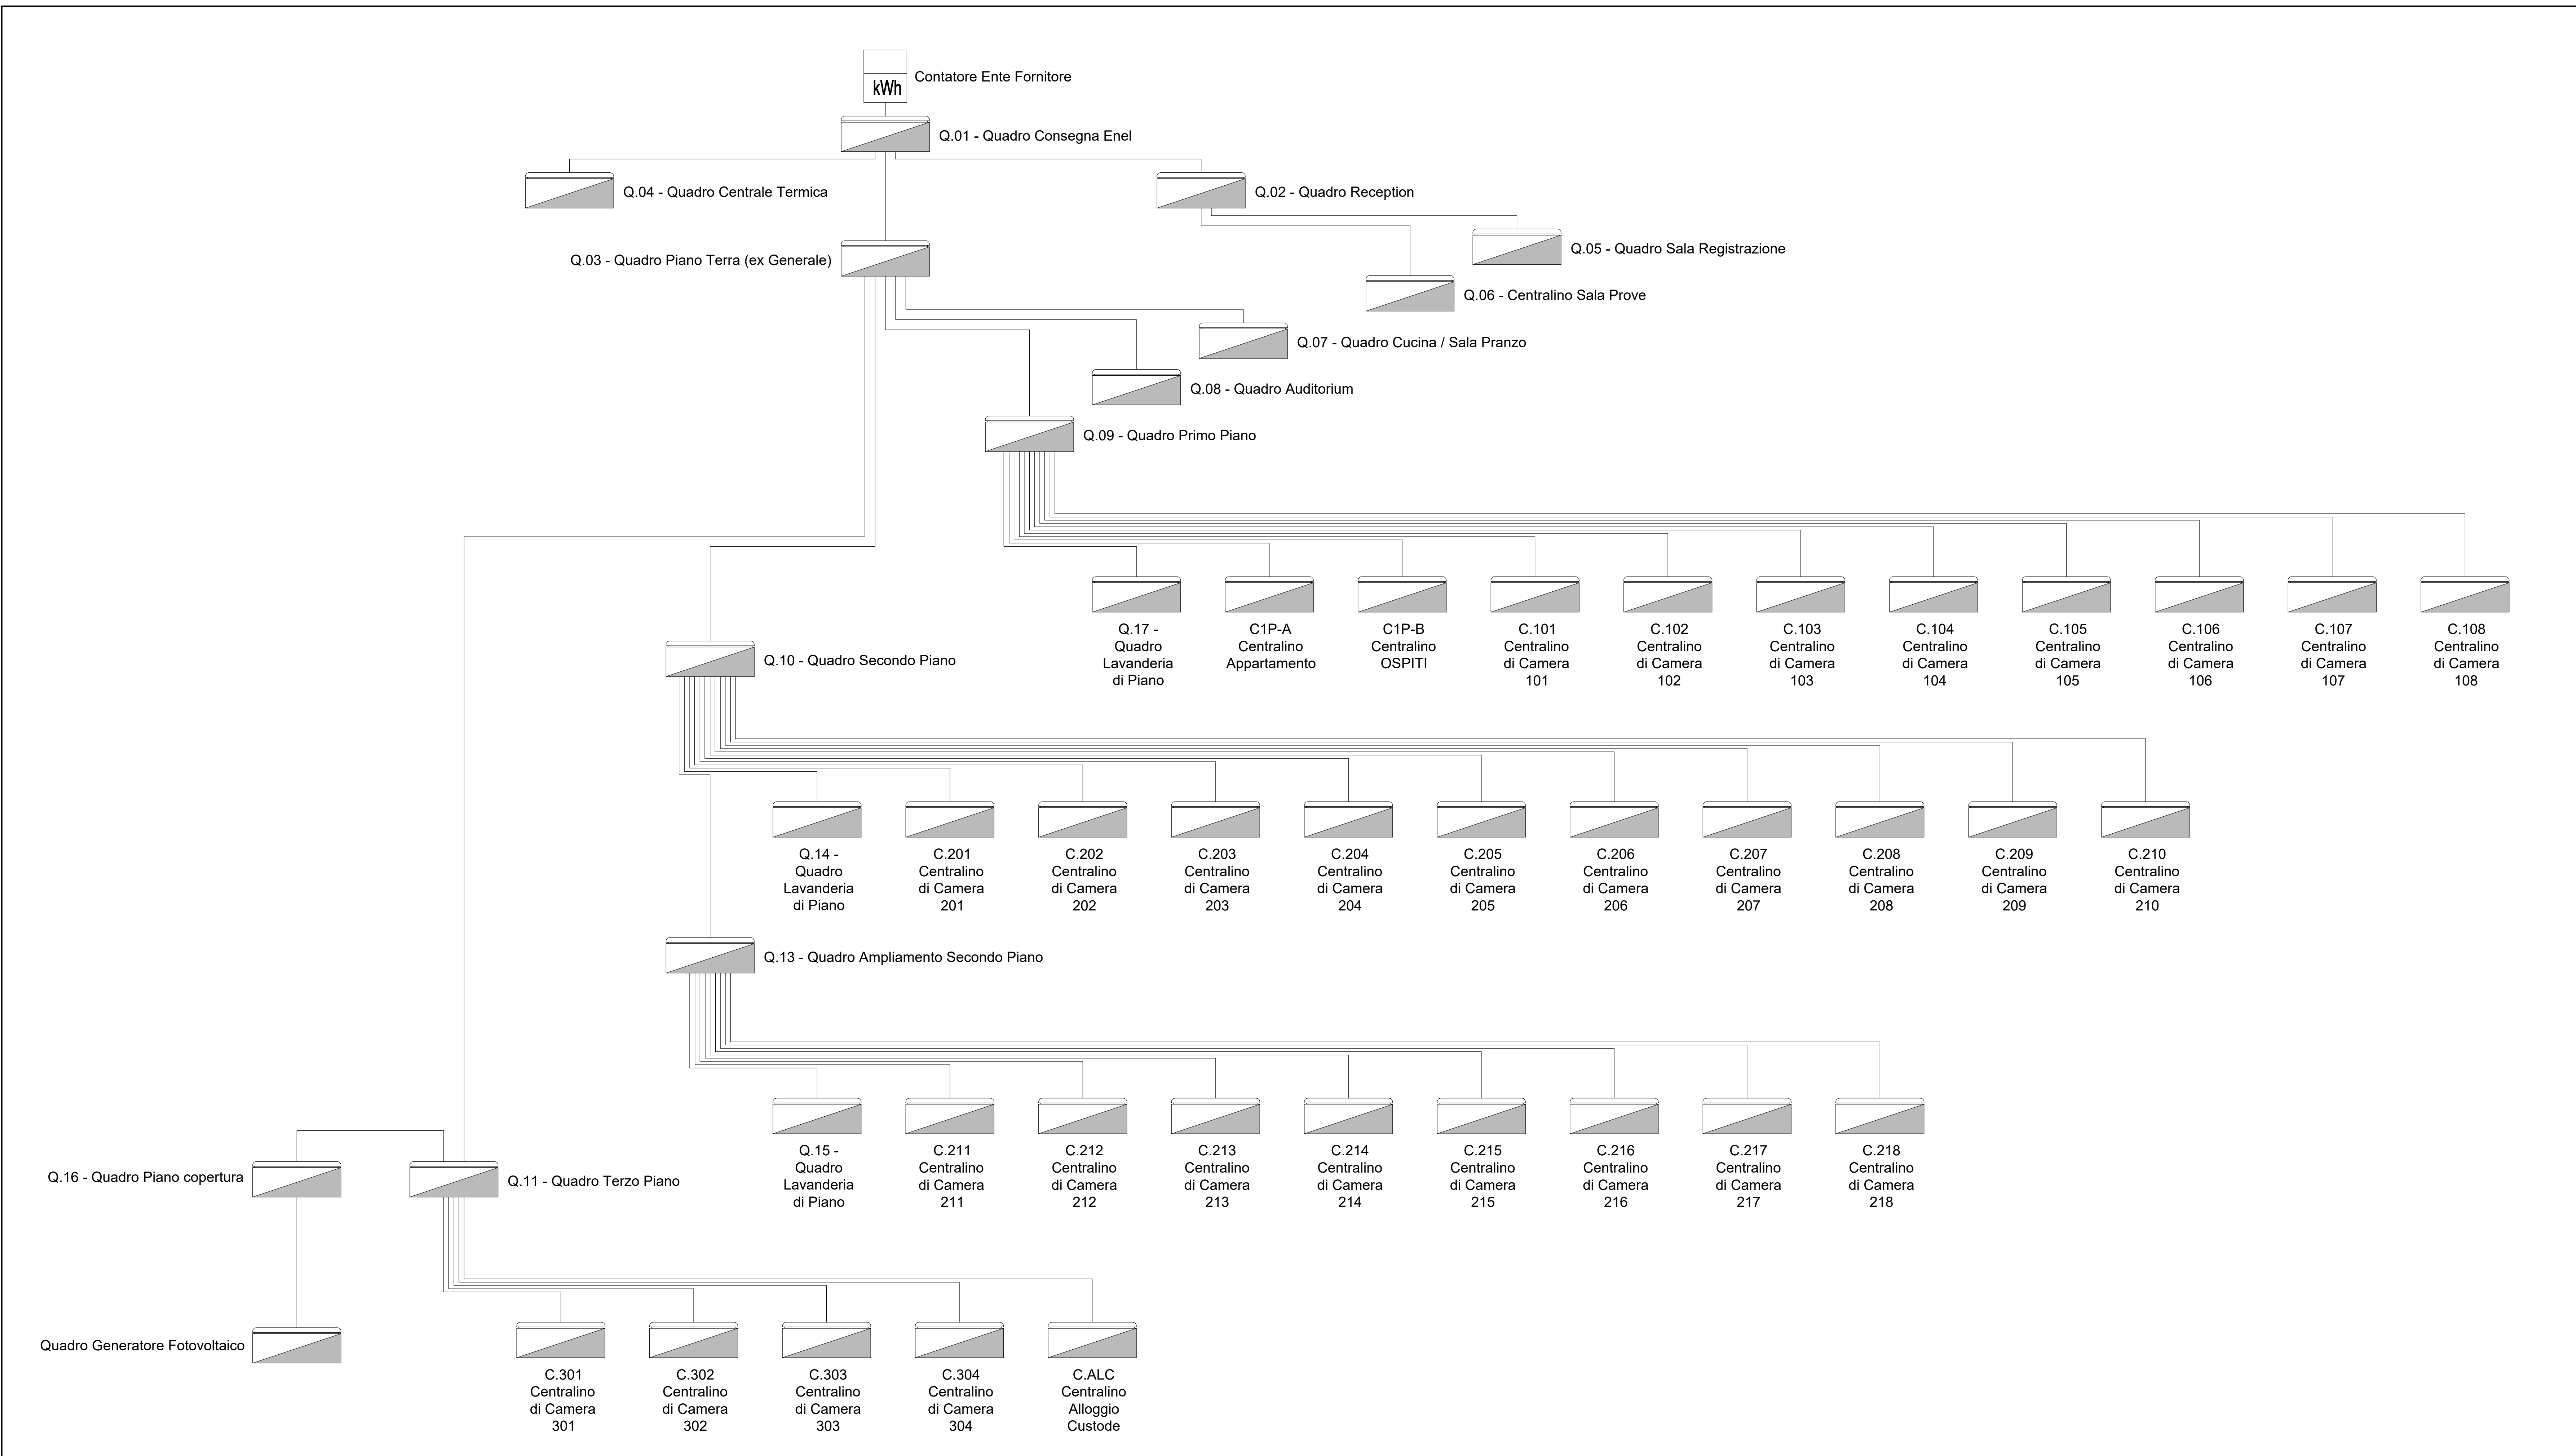 kWh
Contatore Ente Fornitore
Q.01 - Quadro Consegna Enel
Q.04 - Quadro Centrale Termica
Q.02 - Quadro Reception
Q.05 - Quadro Sala Registrazione
Q.03 - Quadro Piano Terra (ex Generale)
Q.06 - Centralino Sala Prove
Q.07 - Quadro Cucina / Sala Pranzo
Q.08 - Quadro Auditorium
Q.09 - Quadro Primo Piano
Q.17 -
Quadro
Lavanderia
di Piano
C1P-A
Centralino
Appartamento
C1P-B
Centralino
OSPITI
C.101
Centralino
di Camera
101
C.102
Centralino
di Camera
102
C.103
Centralino
di Camera
103
C.104
Centralino
di Camera
104
C.105
Centralino
di Camera
105
C.106
Centralino
di Camera
106
C.107
Centralino
di Camera
107
C.108
Centralino
di Camera
108
Q.10 - Quadro Secondo Piano
Q.14 -
Quadro
Lavanderia
di Piano
C.201
Centralino
di Camera
201
C.202
Centralino
di Camera
202
C.203
Centralino
di Camera
203
C.204
Centralino
di Camera
204
C.205
Centralino
di Camera
205
C.206
Centralino
di Camera
206
C.207
Centralino
di Camera
207
C.208
Centralino
di Camera
208
C.209
Centralino
di Camera
209
C.210
Centralino
di Camera
210
Q.13 - Quadro Ampliamento Secondo Piano
Q.15 -
Quadro
Lavanderia
di Piano
C.211
Centralino
di Camera
211
C.212
Centralino
di Camera
212
C.213
Centralino
di Camera
213
C.214
Centralino
di Camera
214
C.215
Centralino
di Camera
215
C.216
Centralino
di Camera
216
C.217
Centralino
di Camera
217
C.218
Centralino
di Camera
218
Q.16 - Quadro Piano copertura
Q.11 - Quadro Terzo Piano
Quadro Generatore Fotovoltaico
C.301
Centralino
di Camera
301
C.302
Centralino
di Camera
302
C.303
Centralino
di Camera
303
C.304
Centralino
di Camera
304
C.ALC
Centralino
Alloggio
Custode